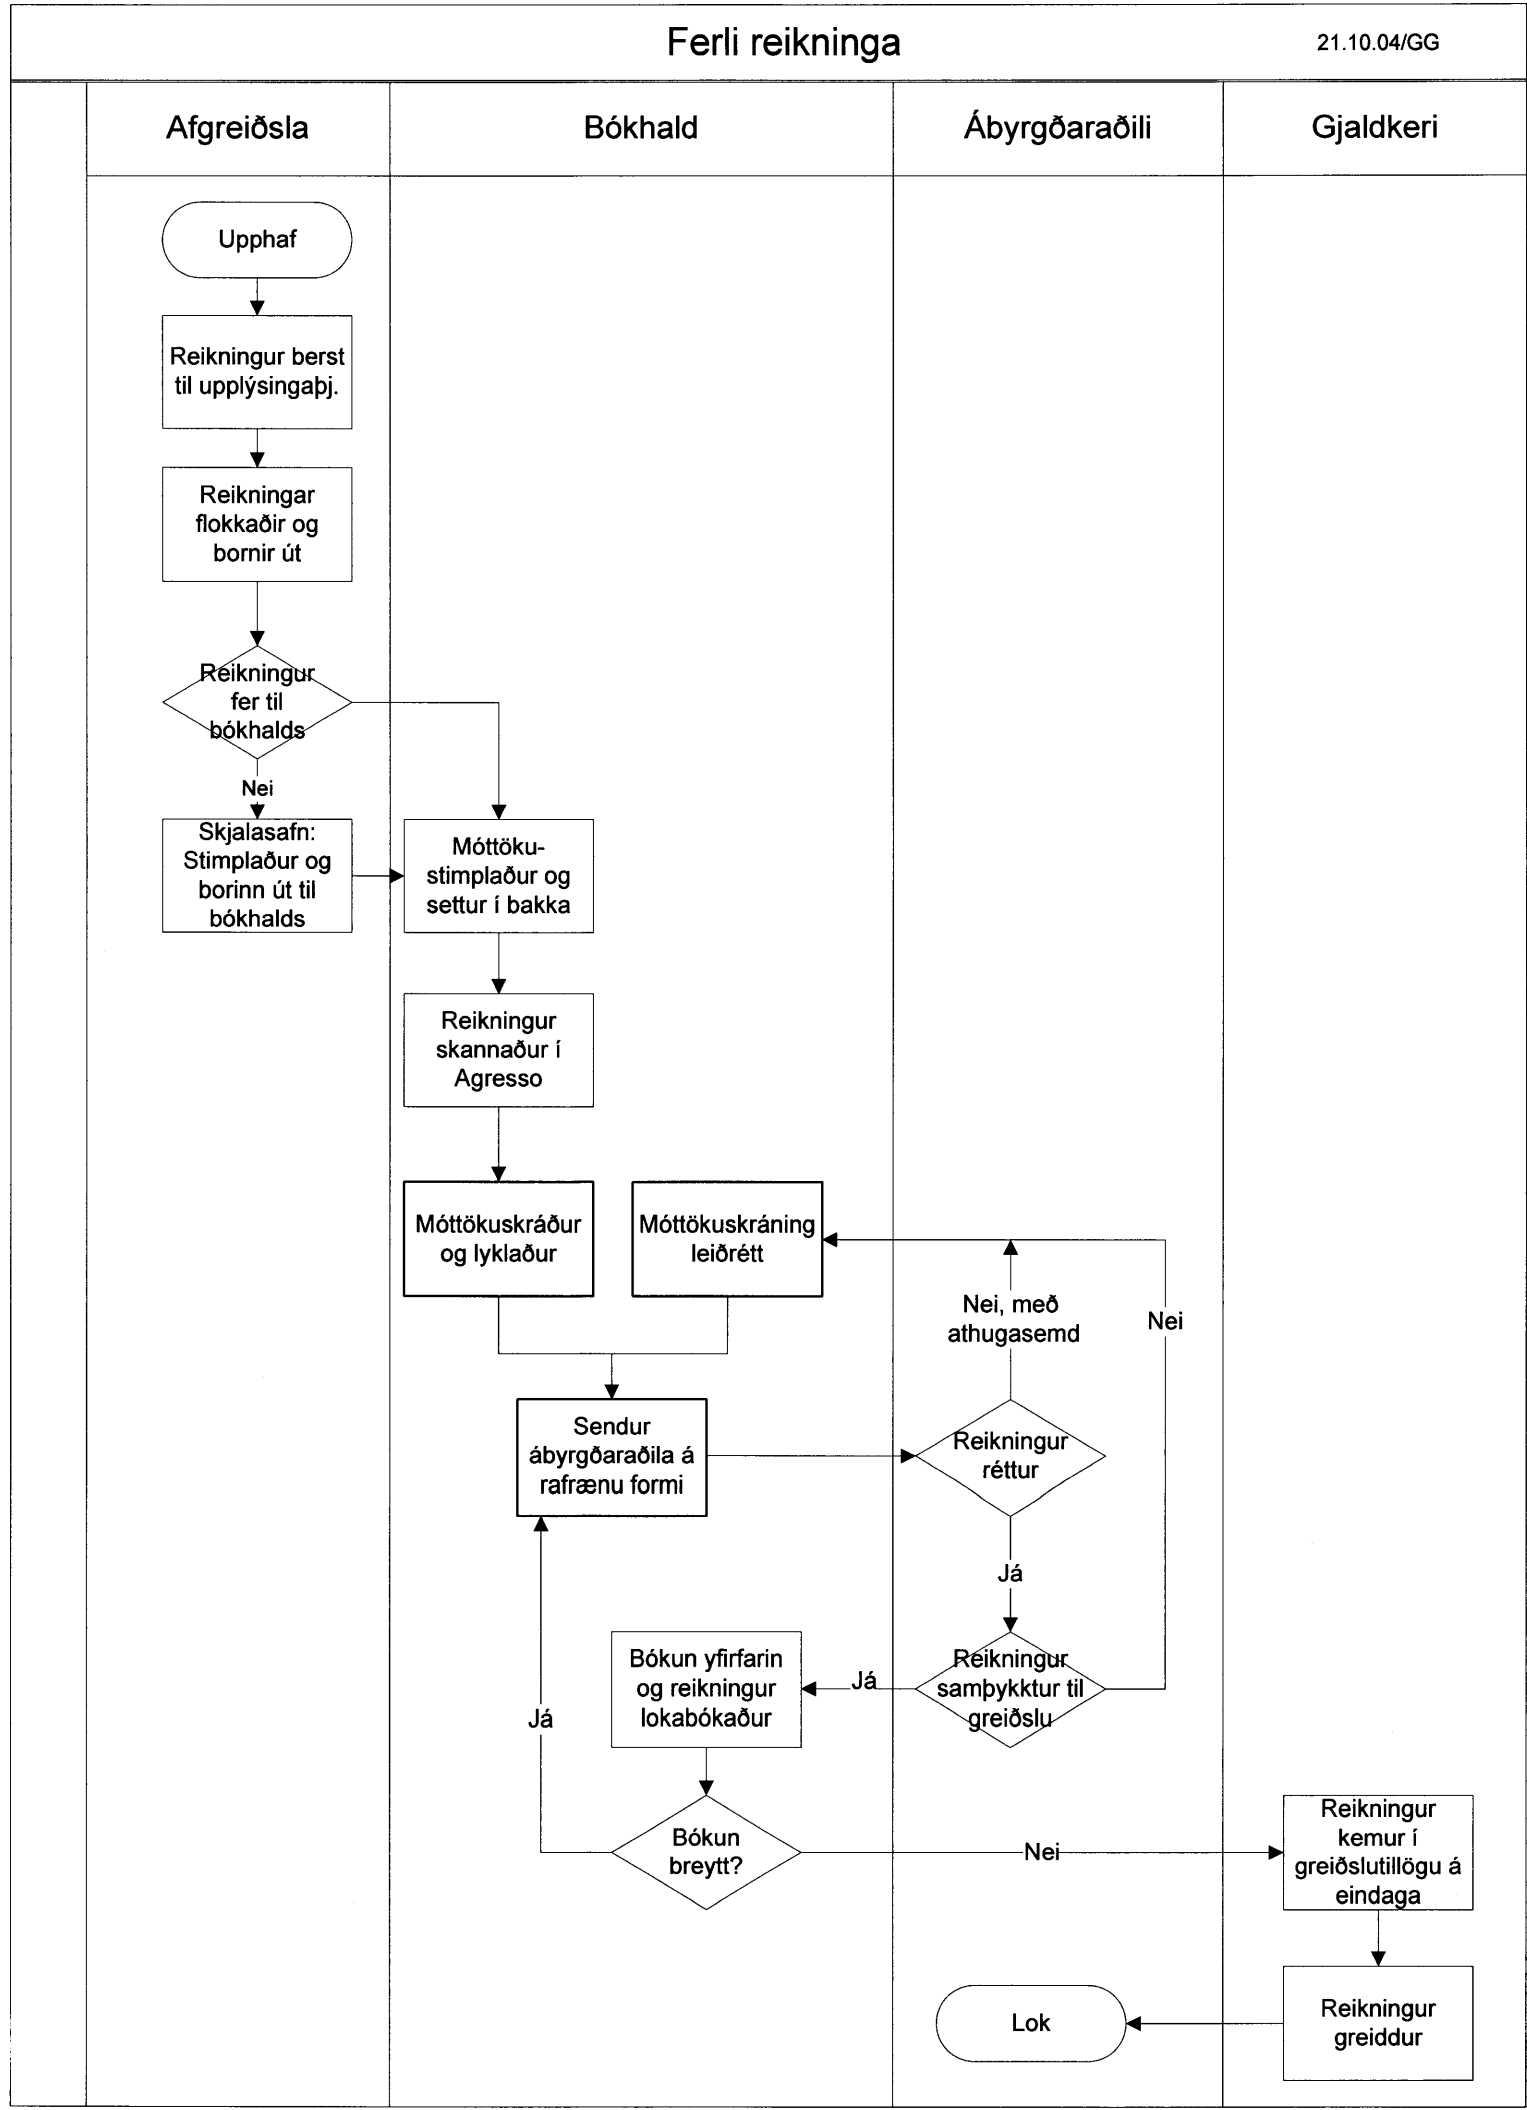 Ferli reikninga
21.10.04/GG
Afgreiðsla
Bókhald
Ábyrgðaraðili
Gjaldkeri
Upphaf
Reikningur berst
til upplýsingaþj.
Reikningar
flokkaðir og
bornir út
Reikningur
fer til
bókhalds
Nei
Skjalasafn:
Stimplaður og
borinn út til
bókhalds
Móttöku-
stimplaður og
settur í bakka
Reikningur
skannaður í
Agresso
Móttökuskráður
og lyklaður
Móttökuskráning
leiðrétt
Nei, með
athugasemd
Nei
Sendur
ábyrgðaraðila á
rafrænu formi
Reikningur
réttur
Já
Reikningur
samþykktur til
greiðslu
Já
Bókun yfirfarin
og reikningur
lokabókaður
Já
Bókun
breytt?
Nei
Reikningur
kemur í
greiðslutillögu á
eindaga
Reikningur
greiddur
Lok